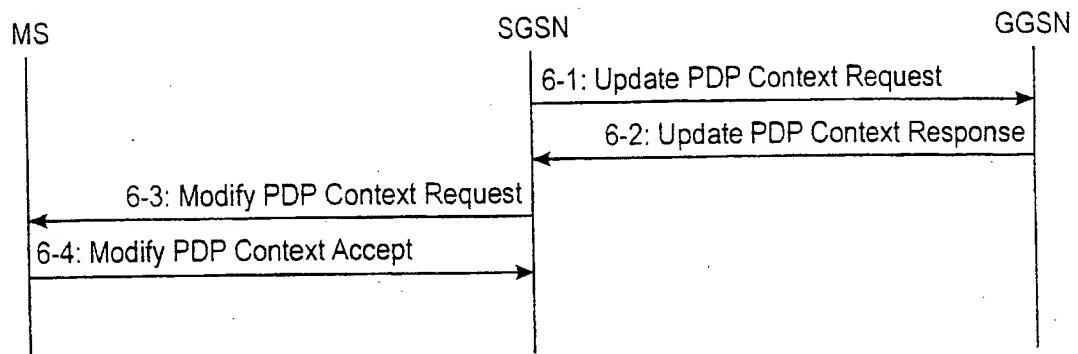 MS
SGSN
GGSN
6-1: Update PDP Context Request
6-2: Update PDP Context Response
6-3: Modify PDP Context Request
6-4: Modify PDP Context Accept